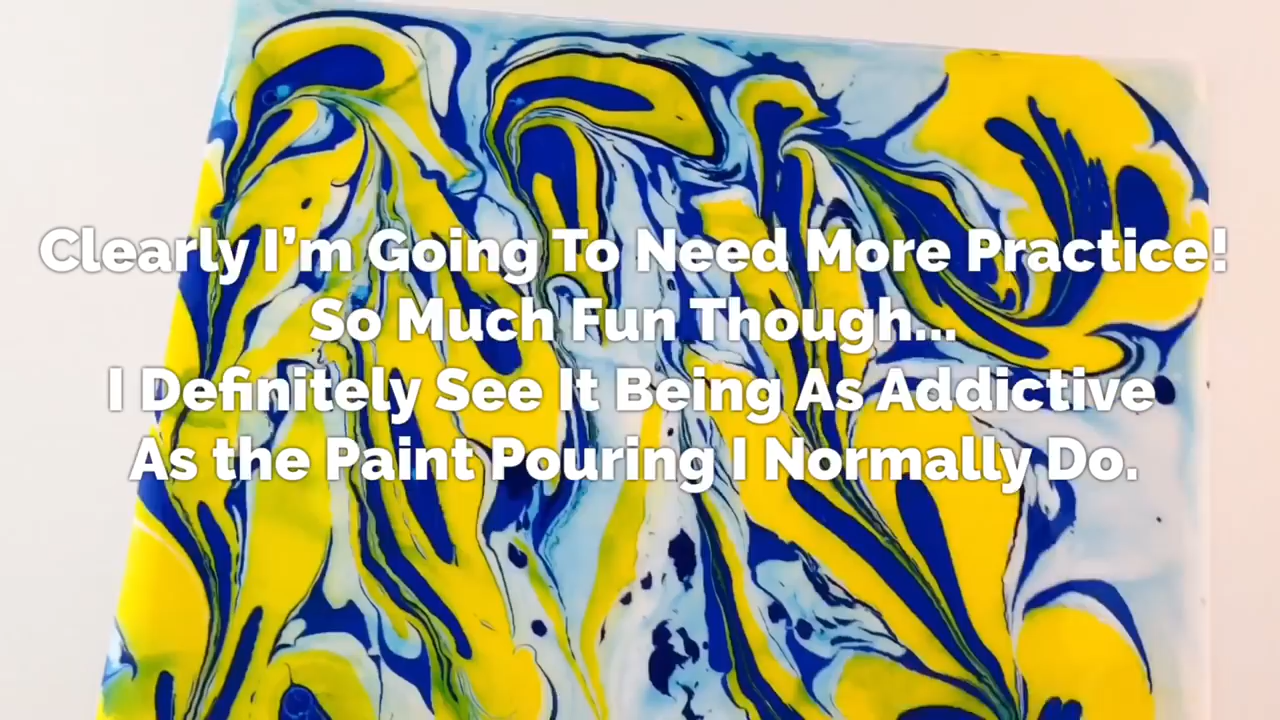 Clearly I’m Going To Need More Practice!
So Much Fun Though...
I Definitely See It Being As Addictive
As the Paint Pouring I Normally Do.